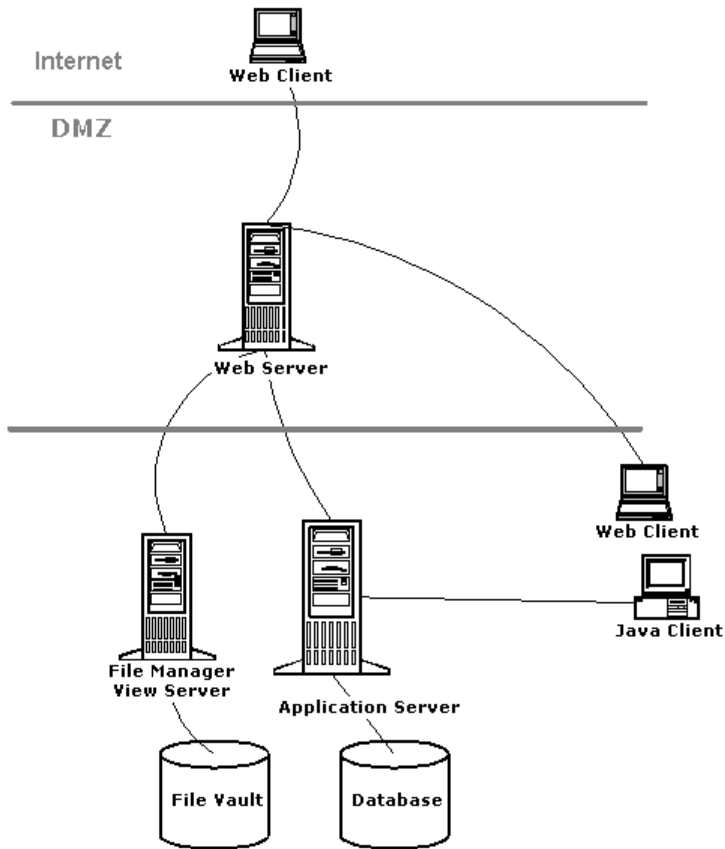 Internet
Web Client
DMZ
Web Server
Web Client
Java Client
File Manager
View Server
Application Server
File Vault
Database